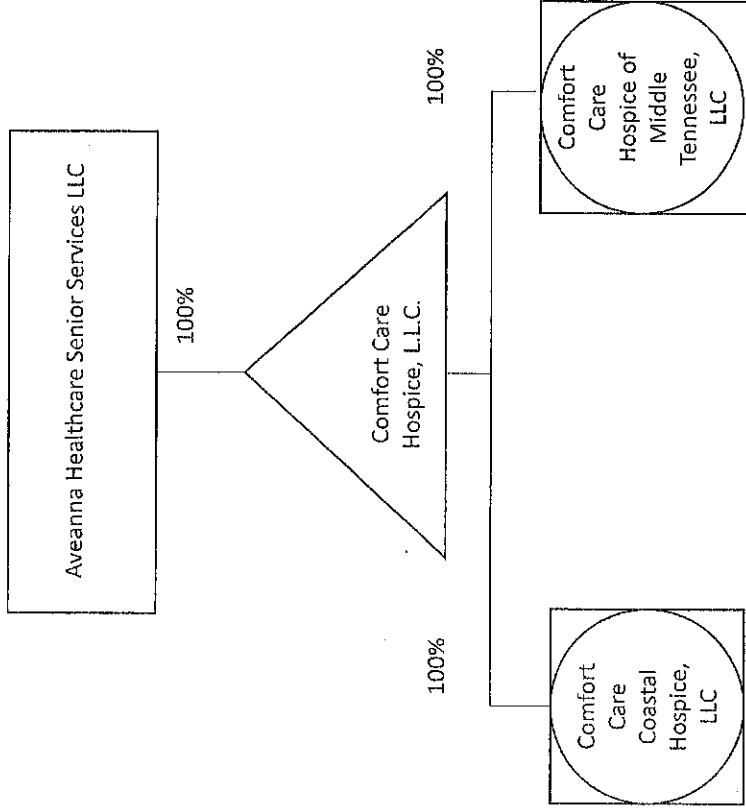 Aveanna Healthcare Senior Services LLC
100%
Comfort Care
Hospice, L.L.C.
100%
100%
Comfort
Care
Coastal
Hospice,
LLC
Comfort
Care
Hospice of
Middle
Tennessee,
LLC